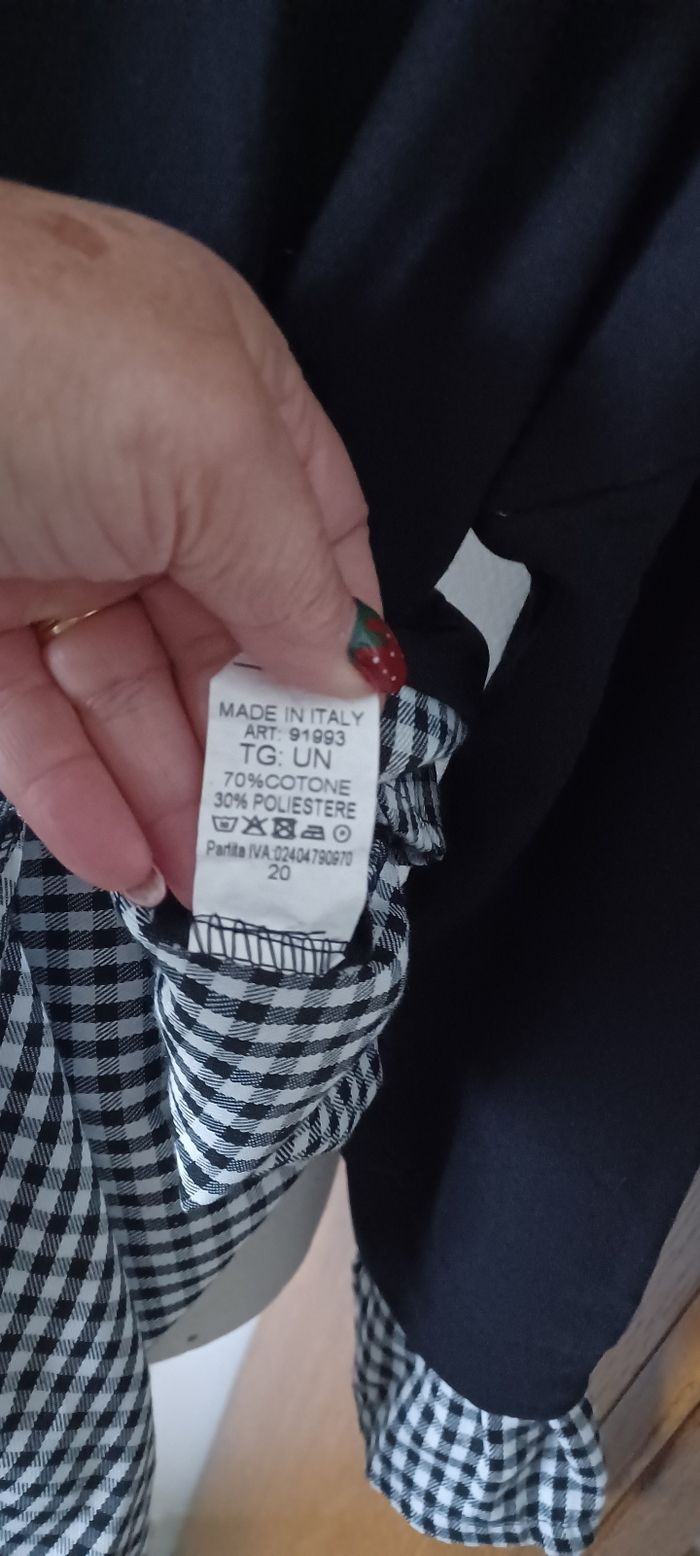 MADE IN ITALY
ART: 91993
TG: UN
70%COTONE
30% POLIESTERE
Partita IVA:02404790970
20